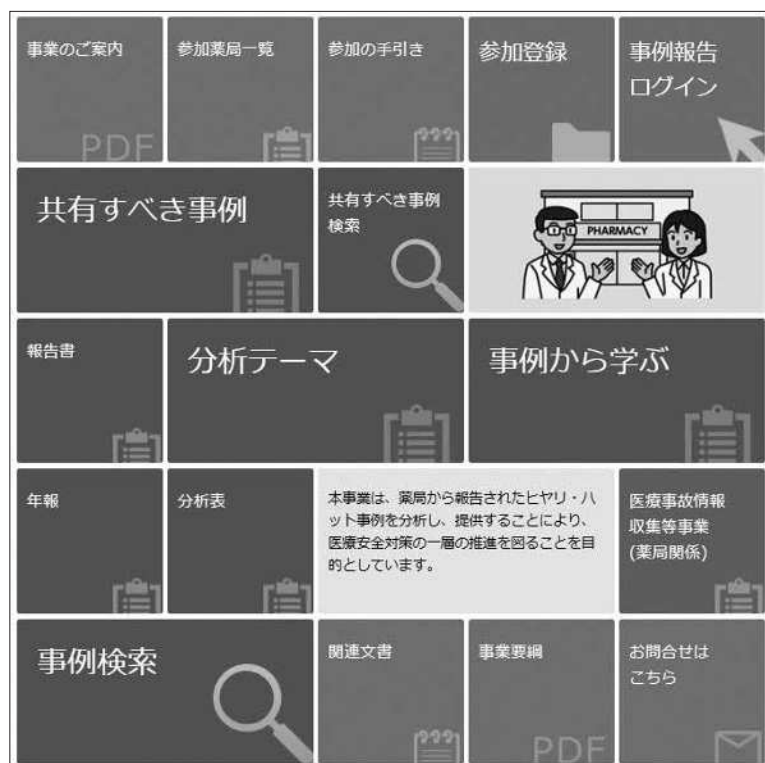 事業のご案内
PDF
参加薬局一覧
参加の手引き
参加登録
事例報告
ログイン
共有すべき事例
共有すべき事例
検索
PHARMACY
報告書
分析テーマ
事例から学ぶ
年報
分析表
本事業は、薬局から報告されたヒヤリ・ハ
ット事例を分析し、提供することにより、
医療安全対策の一層の推進を図ることを目
的としています。
医療事故情報
収集等事業
(薬局関係)
事例検索
関連文書
事業要綱
PDF
お問合せは
こちら